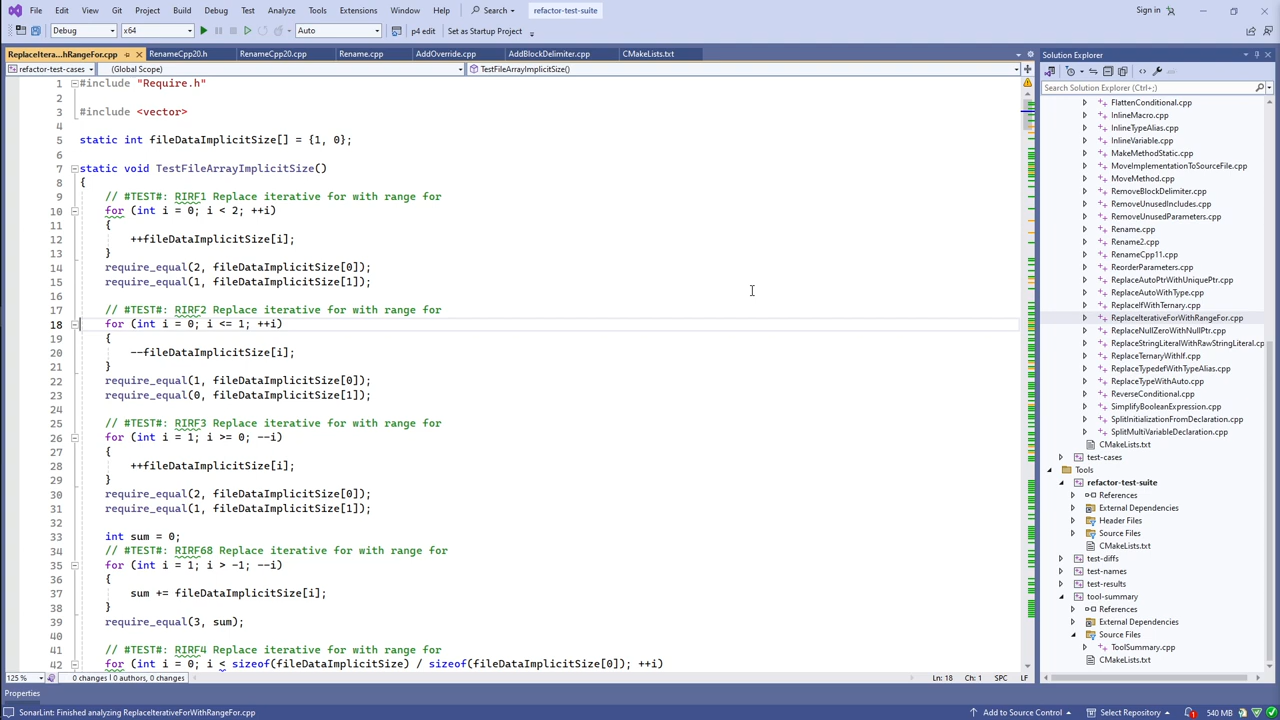 File Edit View Git Project Build Debug Test Analyze Tools Extensions Window Help Search refactor-test-suite Sign in
Debug x64 Auto p4 edit Set as Startup Project
ReplaceItera...hRangeFor.cpp RenameCpp20.h RenameCpp20.cpp Rename.cpp AddOverride.cpp AddBlockDelimiter.cpp CMakeLists.txt
refactor-test-cases (Global Scope) TestFileArrayImplicitSize()
1 #include "Require.h"
2
3 #include <vector>
4
5 static int fileDataImplicitSize[] = {1, 0};
6
7 static void TestFileArrayImplicitSize()
8 {
9 // #TEST#: RIRF1 Replace iterative for with range for
10 for (int i = 0; i < 2; ++i)
11 {
12 ++fileDataImplicitSize[i];
13 }
14 require_equal(2, fileDataImplicitSize[0]);
15 require_equal(1, fileDataImplicitSize[1]);
16
17 // #TEST#: RIRF2 Replace iterative for with range for
18 for (int i = 0; i <= 1; ++i)
19 {
20 --fileDataImplicitSize[i];
21 }
22 require_equal(1, fileDataImplicitSize[0]);
23 require_equal(0, fileDataImplicitSize[1]);
24
25 // #TEST#: RIRF3 Replace iterative for with range for
26 for (int i = 1; i >= 0; --i)
27 {
28 ++fileDataImplicitSize[i];
29 }
30 require_equal(2, fileDataImplicitSize[0]);
31 require_equal(1, fileDataImplicitSize[1]);
32
33 int sum = 0;
34 // #TEST#: RIRF68 Replace iterative for with range for
35 for (int i = 1; i > -1; --i)
36 {
37 sum += fileDataImplicitSize[i];
38 }
39 require_equal(3, sum);
40
41 // #TEST#: RIRF4 Replace iterative for with range for
42 for (int i = 0; i < sizeof(fileDataImplicitSize) / sizeof(fileDataImplicitSize[0]); ++i)
125 % 0 changes | 0 authors, 0 changes Ln: 18 Ch: 1 SPC LF
Properties
Solution Explorer
Search Solution Explorer (Ctrl+;)
FlattenConditional.cpp
InlineMacro.cpp
InlineTypeAlias.cpp
InlineVariable.cpp
MakeMethodStatic.cpp
MoveImplementationToSourceFile.cpp
MoveMethod.cpp
RemoveBlockDelimiter.cpp
RemoveUnusedIncludes.cpp
RemoveUnusedParameters.cpp
Rename.cpp
Rename2.cpp
RenameCpp11.cpp
ReorderParameters.cpp
ReplaceAutoPtrWithUniquePtr.cpp
ReplaceAutoWithType.cpp
ReplaceIfWithTernary.cpp
ReplaceIterativeForWithRangeFor.cpp
ReplaceNullZeroWithNullPtr.cpp
ReplaceStringLiteralWithRawStringLiteral.cpp
ReplaceTernaryWithIf.cpp
ReplaceTypedefWithTypeAlias.cpp
ReplaceTypeWithAuto.cpp
ReverseConditional.cpp
SimplifyBooleanExpression.cpp
SplitInitializationFromDeclaration.cpp
SplitMultiVariableDeclaration.cpp
CMakeLists.txt
test-cases
Tools
refactor-test-suite
References
External Dependencies
Header Files
Source Files
CMakeLists.txt
test-diffs
test-names
test-results
tool-summary
References
External Dependencies
Source Files
ToolSummary.cpp
CMakeLists.txt
SonarLint: Finished analyzing ReplaceIterativeForWithRangeFor.cpp Add to Source Control Select Repository 1 540 MB